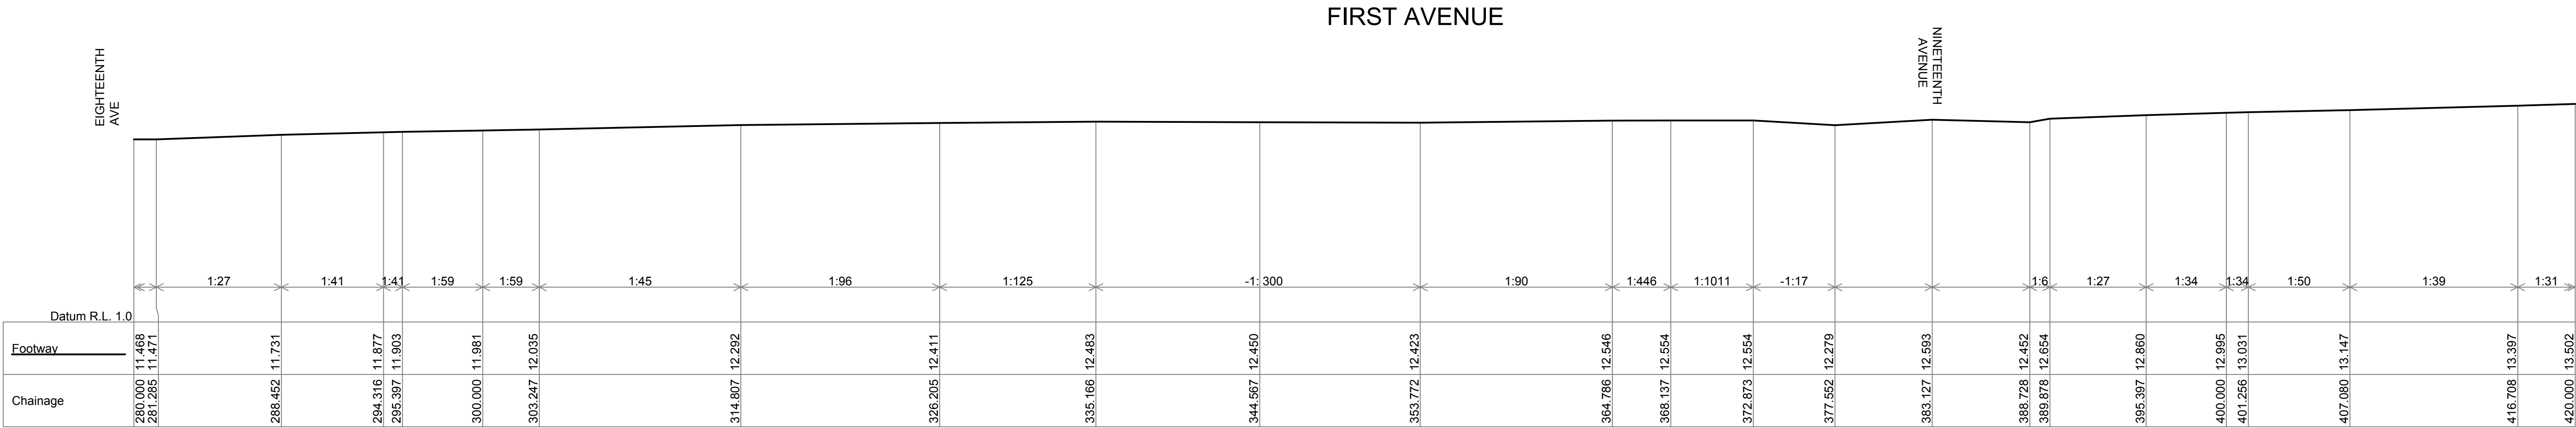 FIRST AVENUE
EIGHTEENTH
AVE
NINETEENTH
AVENUE
1:27 1:41 1:41 1:59 1:59 1:45 1:96 1:125 -1: 300 1:90 1:446 1:1011 -1:17 1:6 1:27 1:34 1:34 1:50 1:39 1:31
Datum R.L. 1.0
Footway 11.468 11.471 11.731 11.877 11.903 11.981 12.035 12.292 12.411 12.483 12.450 12.423 12.546 12.554 12.554 12.279 12.593 12.452 12.654 12.860 12.995 13.031 13.147 13.397 13.502
Chainage 280.000 281.285 288.452 294.316 295.397 300.000 303.247 314.807 326.205 335.166 344.567 353.772 364.786 368.137 372.873 377.552 383.127 388.728 389.878 395.397 400.000 401.256 407.080 416.708 420.000